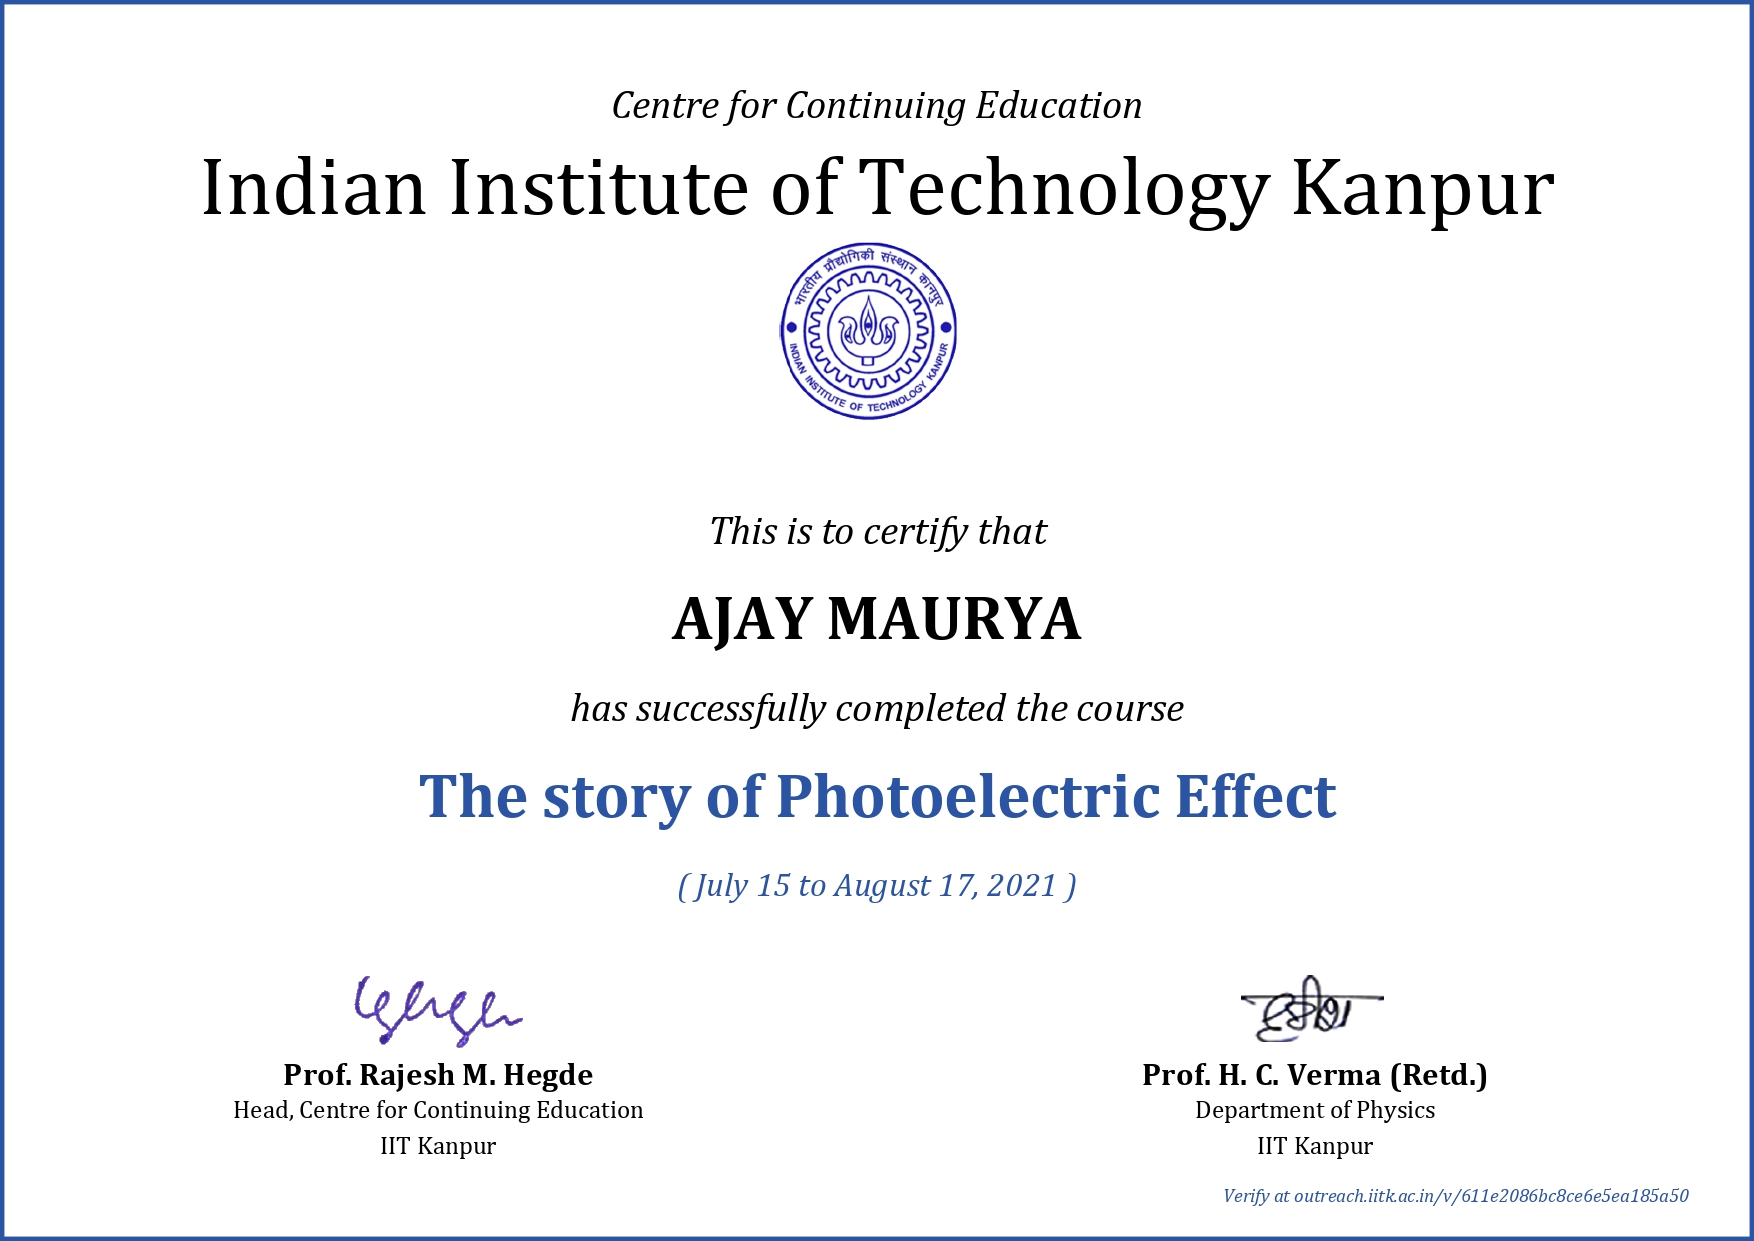 Centre for Continuing Education
Indian Institute of Technology Kanpur
भारतीय प्रौद्योगिकी संस्थान कानपुर
INDIAN INSTITUTE OF TECHNOLOGY KANPUR
This is to certify that
AJAY MAURYA
has successfully completed the course
The story of Photoelectric Effect
( July 15 to August 17, 2021 )
Prof. Rajesh M. Hegde
Head, Centre for Continuing Education
IIT Kanpur
Prof. H. C. Verma (Retd.)
Department of Physics
IIT Kanpur
Verify at outreach.iitk.ac.in/v/611e2086bc8ce6e5ea185a50